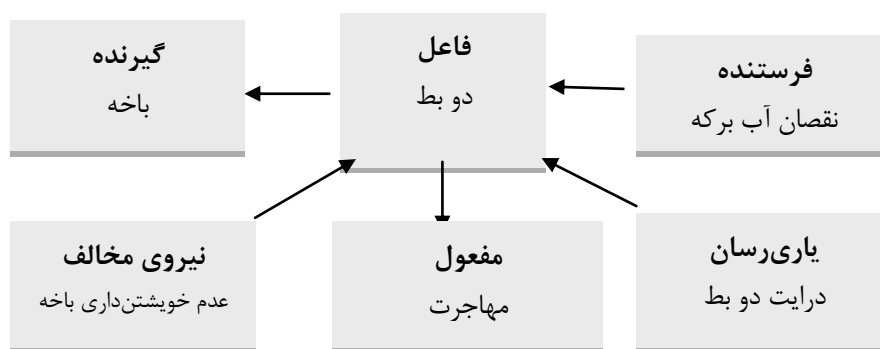 فرستنده
نقصان آب برکه
فاعل
دو بط
گیرنده
باخه
یاری‌رسان
درایت دو بط
مفعول
مهاجرت
نیروی مخالف
عدم خویشتن‌داری باخه